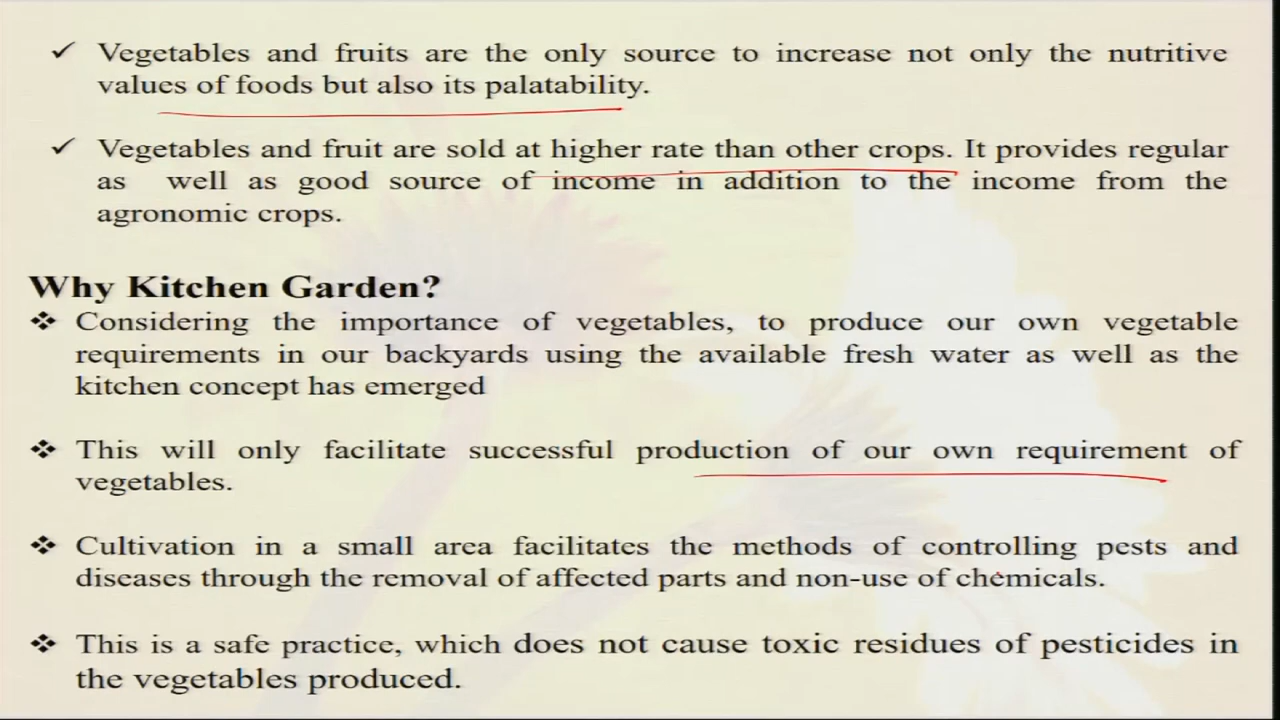 ✓ Vegetables and fruits are the only source to increase not only the nutritive
values of foods but also its palatability.
✓ Vegetables and fruit are sold at higher rate than other crops. It provides regular
as well as good source of income in addition to the income from the
agronomic crops.
Why Kitchen Garden?
❖ Considering the importance of vegetables, to produce our own vegetable
requirements in our backyards using the available fresh water as well as the
kitchen concept has emerged
❖ This will only facilitate successful production of our own requirement of
vegetables.
❖ Cultivation in a small area facilitates the methods of controlling pests and
diseases through the removal of affected parts and non-use of chemicals.
❖ This is a safe practice, which does not cause toxic residues of pesticides in
the vegetables produced.